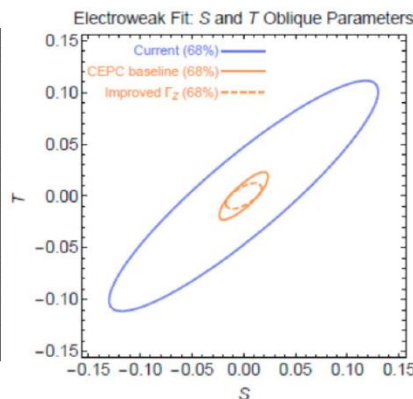 Electroweak Fit: S and T Oblique Parameters
0.15
Current (68%)
CEPC baseline (68%)
Improved Γ_Z (68%)
0.10
0.05
0.00
−0.05
−0.10
−0.15
T
−0.15 −0.10 −0.05 0.00 0.05 0.10 0.15
S